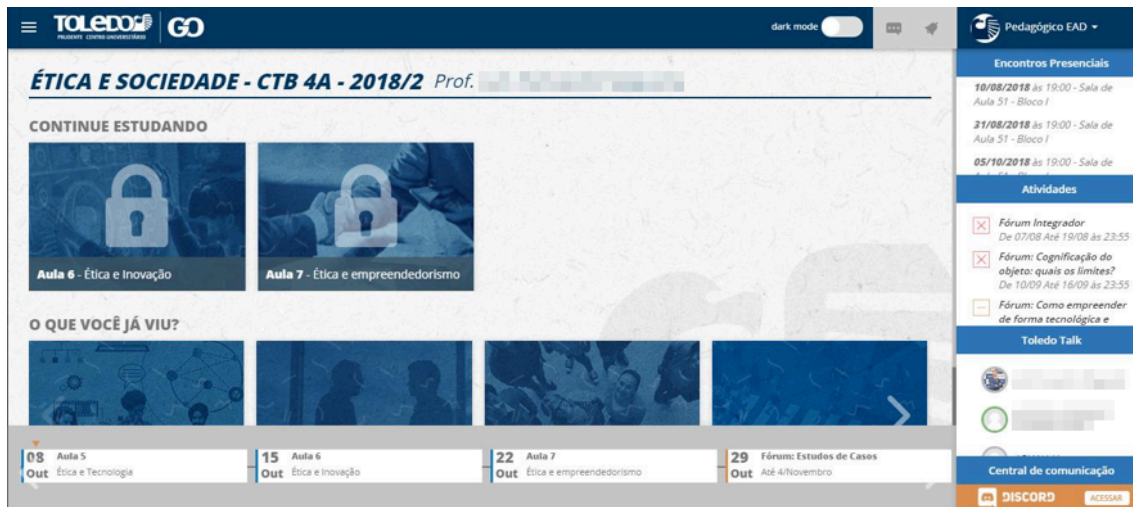 TOLEDO
PRUDENTE CENTRO UNIVERSITÁRIO
GO
dark mode
Pedagógico EAD
ÉTICA E SOCIEDADE - CTB 4A - 2018/2 Prof.
CONTINUE ESTUDANDO
Aula 6 - Ética e Inovação
Aula 7 - Ética e empreendedorismo
O QUE VOCÊ JÁ VIU?
08 Aula 5
Out Ética e Tecnologia
15 Aula 6
Out Ética e Inovação
22 Aula 7
Out Ética e empreendedorismo
29 Fórum: Estudos de Casos
Out Até 4/Novembro
Encontros Presenciais
10/08/2018 às 19:00 - Sala de
Aula 51 - Bloco I
31/08/2018 às 19:00 - Sala de
Aula 51 - Bloco I
05/10/2018 às 19:00 - Sala de
Atividades
Fórum Integrador
De 07/08 Até 19/08 às 23:55
Fórum: Cognificação do
objeto: quais os limites?
De 10/09 Até 16/09 às 23:55
Fórum: Como empreender
de forma tecnológica e
Toledo Talk
Central de comunicação
DISCORD
ACESSAR